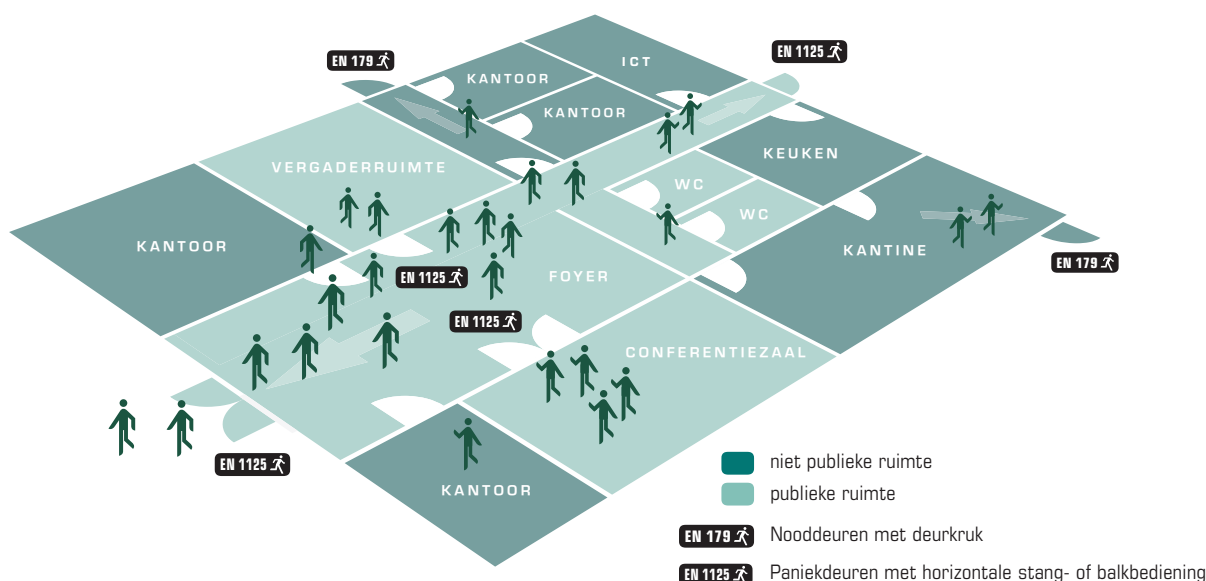 EN 179
EN 1125
ICT
KANTOOR
KANTOOR
KEUKEN
VERGADERRUIMTE
WC
WC
KANTOOR
KANTINE
EN 179
EN 1125
FOYER
EN 1125
CONFERENTIEZAAL
EN 1125
KANTOOR
niet publieke ruimte
publieke ruimte
EN 179 Nooddeuren met deurkruk
EN 1125 Paniekdeuren met horizontale stang- of balkbediening